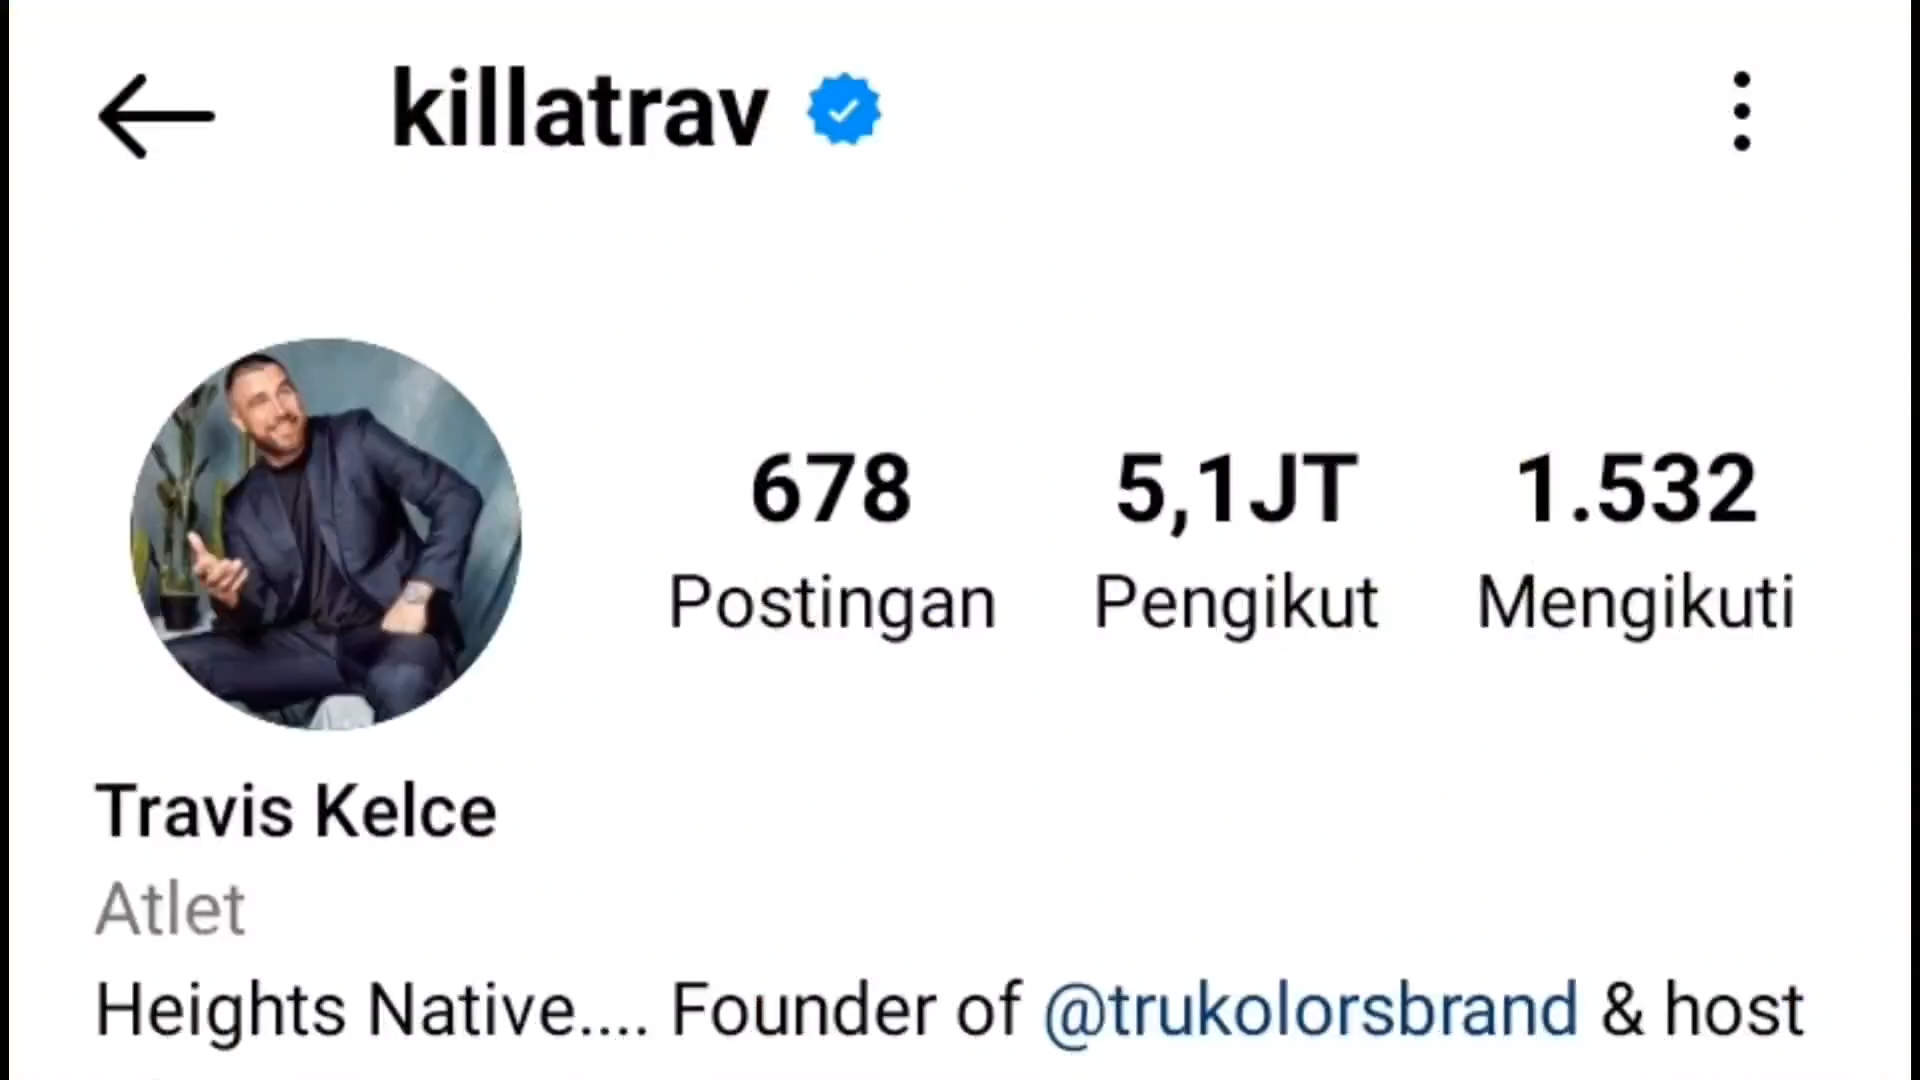 killatrav
678 5,1JT 1.532
Postingan Pengikut Mengikuti
Travis Kelce
Atlet
Heights Native.... Founder of @trukolorsbrand & host